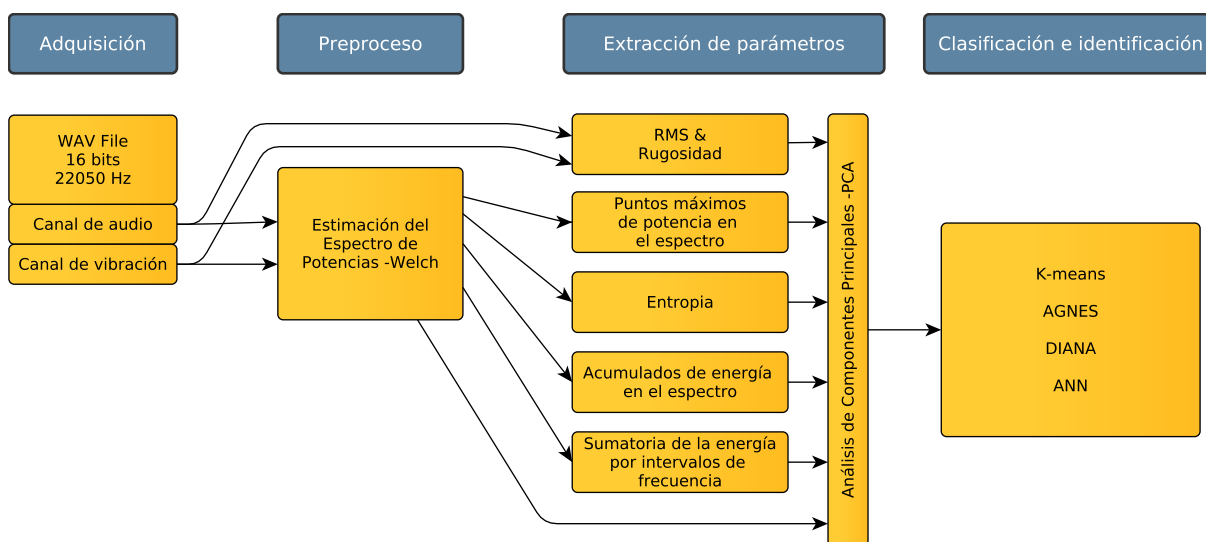 Adquisición
Preproceso
Extracción de parámetros
Clasificación e identificación
WAV File
16 bits
22050 Hz
Canal de audio
Canal de vibración
Estimación del
Espectro de
Potencias -Welch
RMS &
Rugosidad
Puntos máximos
de potencia en
el espectro
Entropia
Acumulados de energía
en el espectro
Sumatoria de la energía
por intervalos de
frecuencia
Análisis de Componentes Principales -PCA
K-means
AGNES
DIANA
ANN